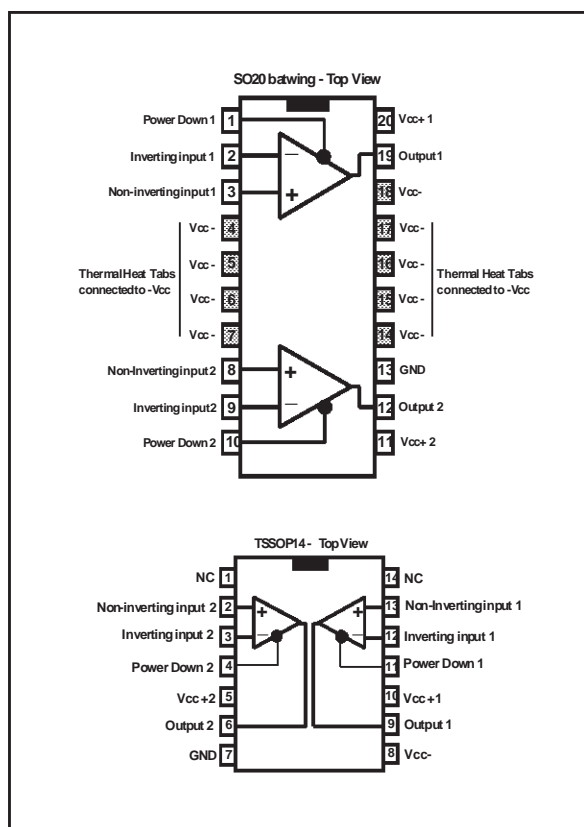 SO20 batwing - Top View
Power Down 1 1 20 Vcc+ 1
Inverting input 1 2 19 Output 1
Non-inverting input 1 3 18 Vcc-
Vcc- 4 17 Vcc-
Vcc- 5 16 Vcc-
Thermal Heat Tabs
connected to -Vcc
Thermal Heat Tabs
connected to -Vcc
Vcc- 6 15 Vcc-
Vcc- 7 14 Vcc-
Non-Inverting input 2 8 13 GND
Inverting input 2 9 12 Output 2
Power Down 2 10 11 Vcc+ 2
+
_
+
_
TSSOP14 - Top View
NC 1 14 NC
Non-inverting input 2 2 13 Non-Inverting input 1
Inverting input 2 3 12 Inverting input 1
Power Down 2 4 11 Power Down 1
Vcc +2 5 10 Vcc +1
Output 2 6 9 Output 1
GND 7 8 Vcc-
+
_
+
_